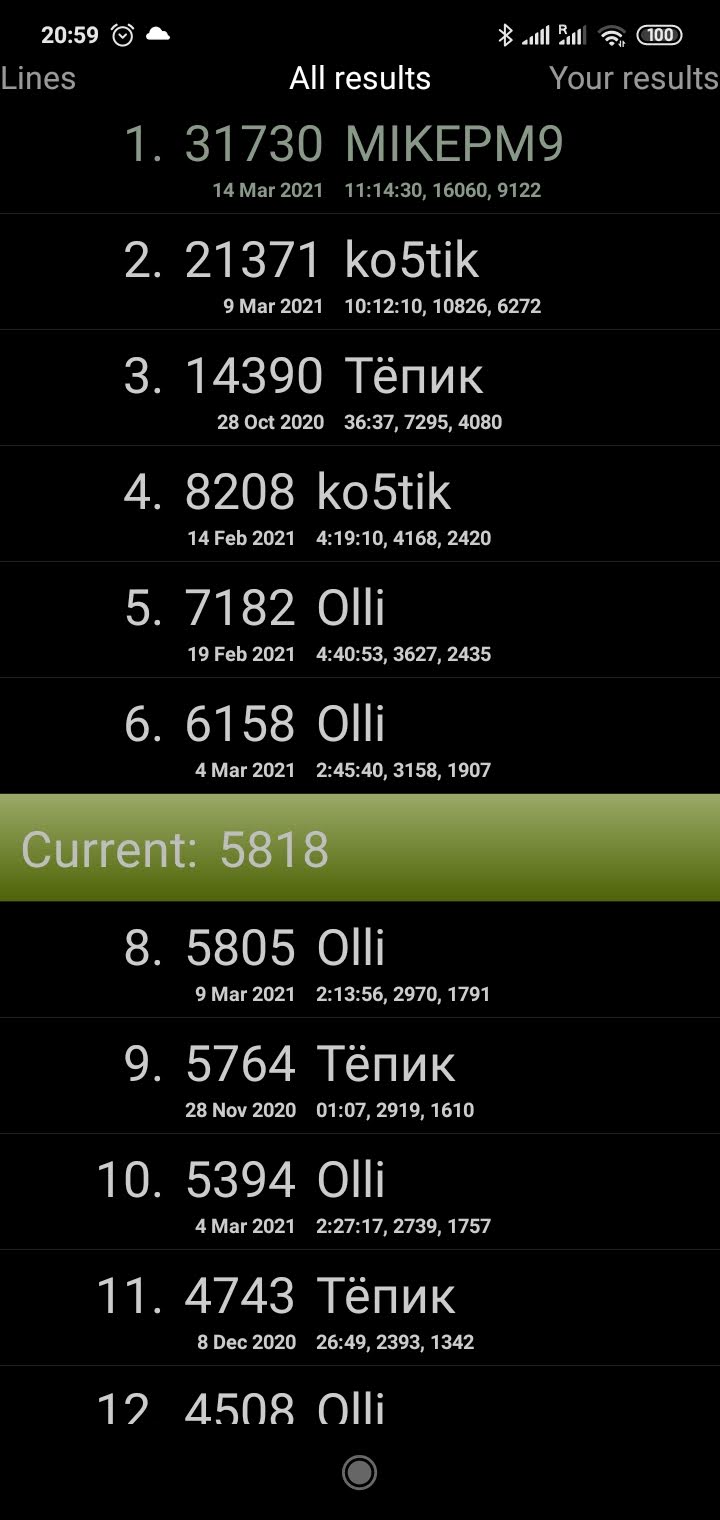 20:59 R 100
Lines All results Your results
1. 31730 MIKEPM9
14 Mar 2021 11:14:30, 16060, 9122
2. 21371 ko5tik
9 Mar 2021 10:12:10, 10826, 6272
3. 14390 Тёпик
28 Oct 2020 36:37, 7295, 4080
4. 8208 ko5tik
14 Feb 2021 4:19:10, 4168, 2420
5. 7182 Olli
19 Feb 2021 4:40:53, 3627, 2435
6. 6158 Olli
4 Mar 2021 2:45:40, 3158, 1907
Current: 5818
8. 5805 Olli
9 Mar 2021 2:13:56, 2970, 1791
9. 5764 Тёпик
28 Nov 2020 01:07, 2919, 1610
10. 5394 Olli
4 Mar 2021 2:27:17, 2739, 1757
11. 4743 Тёпик
8 Dec 2020 26:49, 2393, 1342
12 4508 Olli